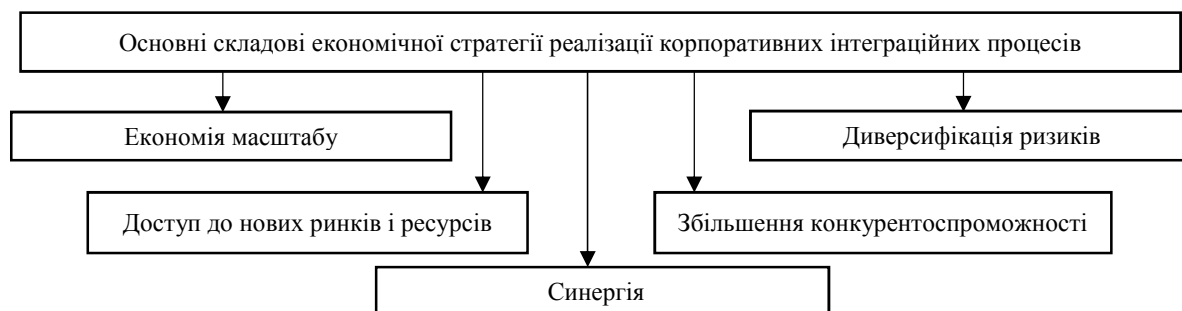 Основні складові економічної стратегії реалізації корпоративних інтеграційних процесів
Економія масштабу
Диверсифікація ризиків
Доступ до нових ринків і ресурсів
Збільшення конкурентоспроможності
Синергія